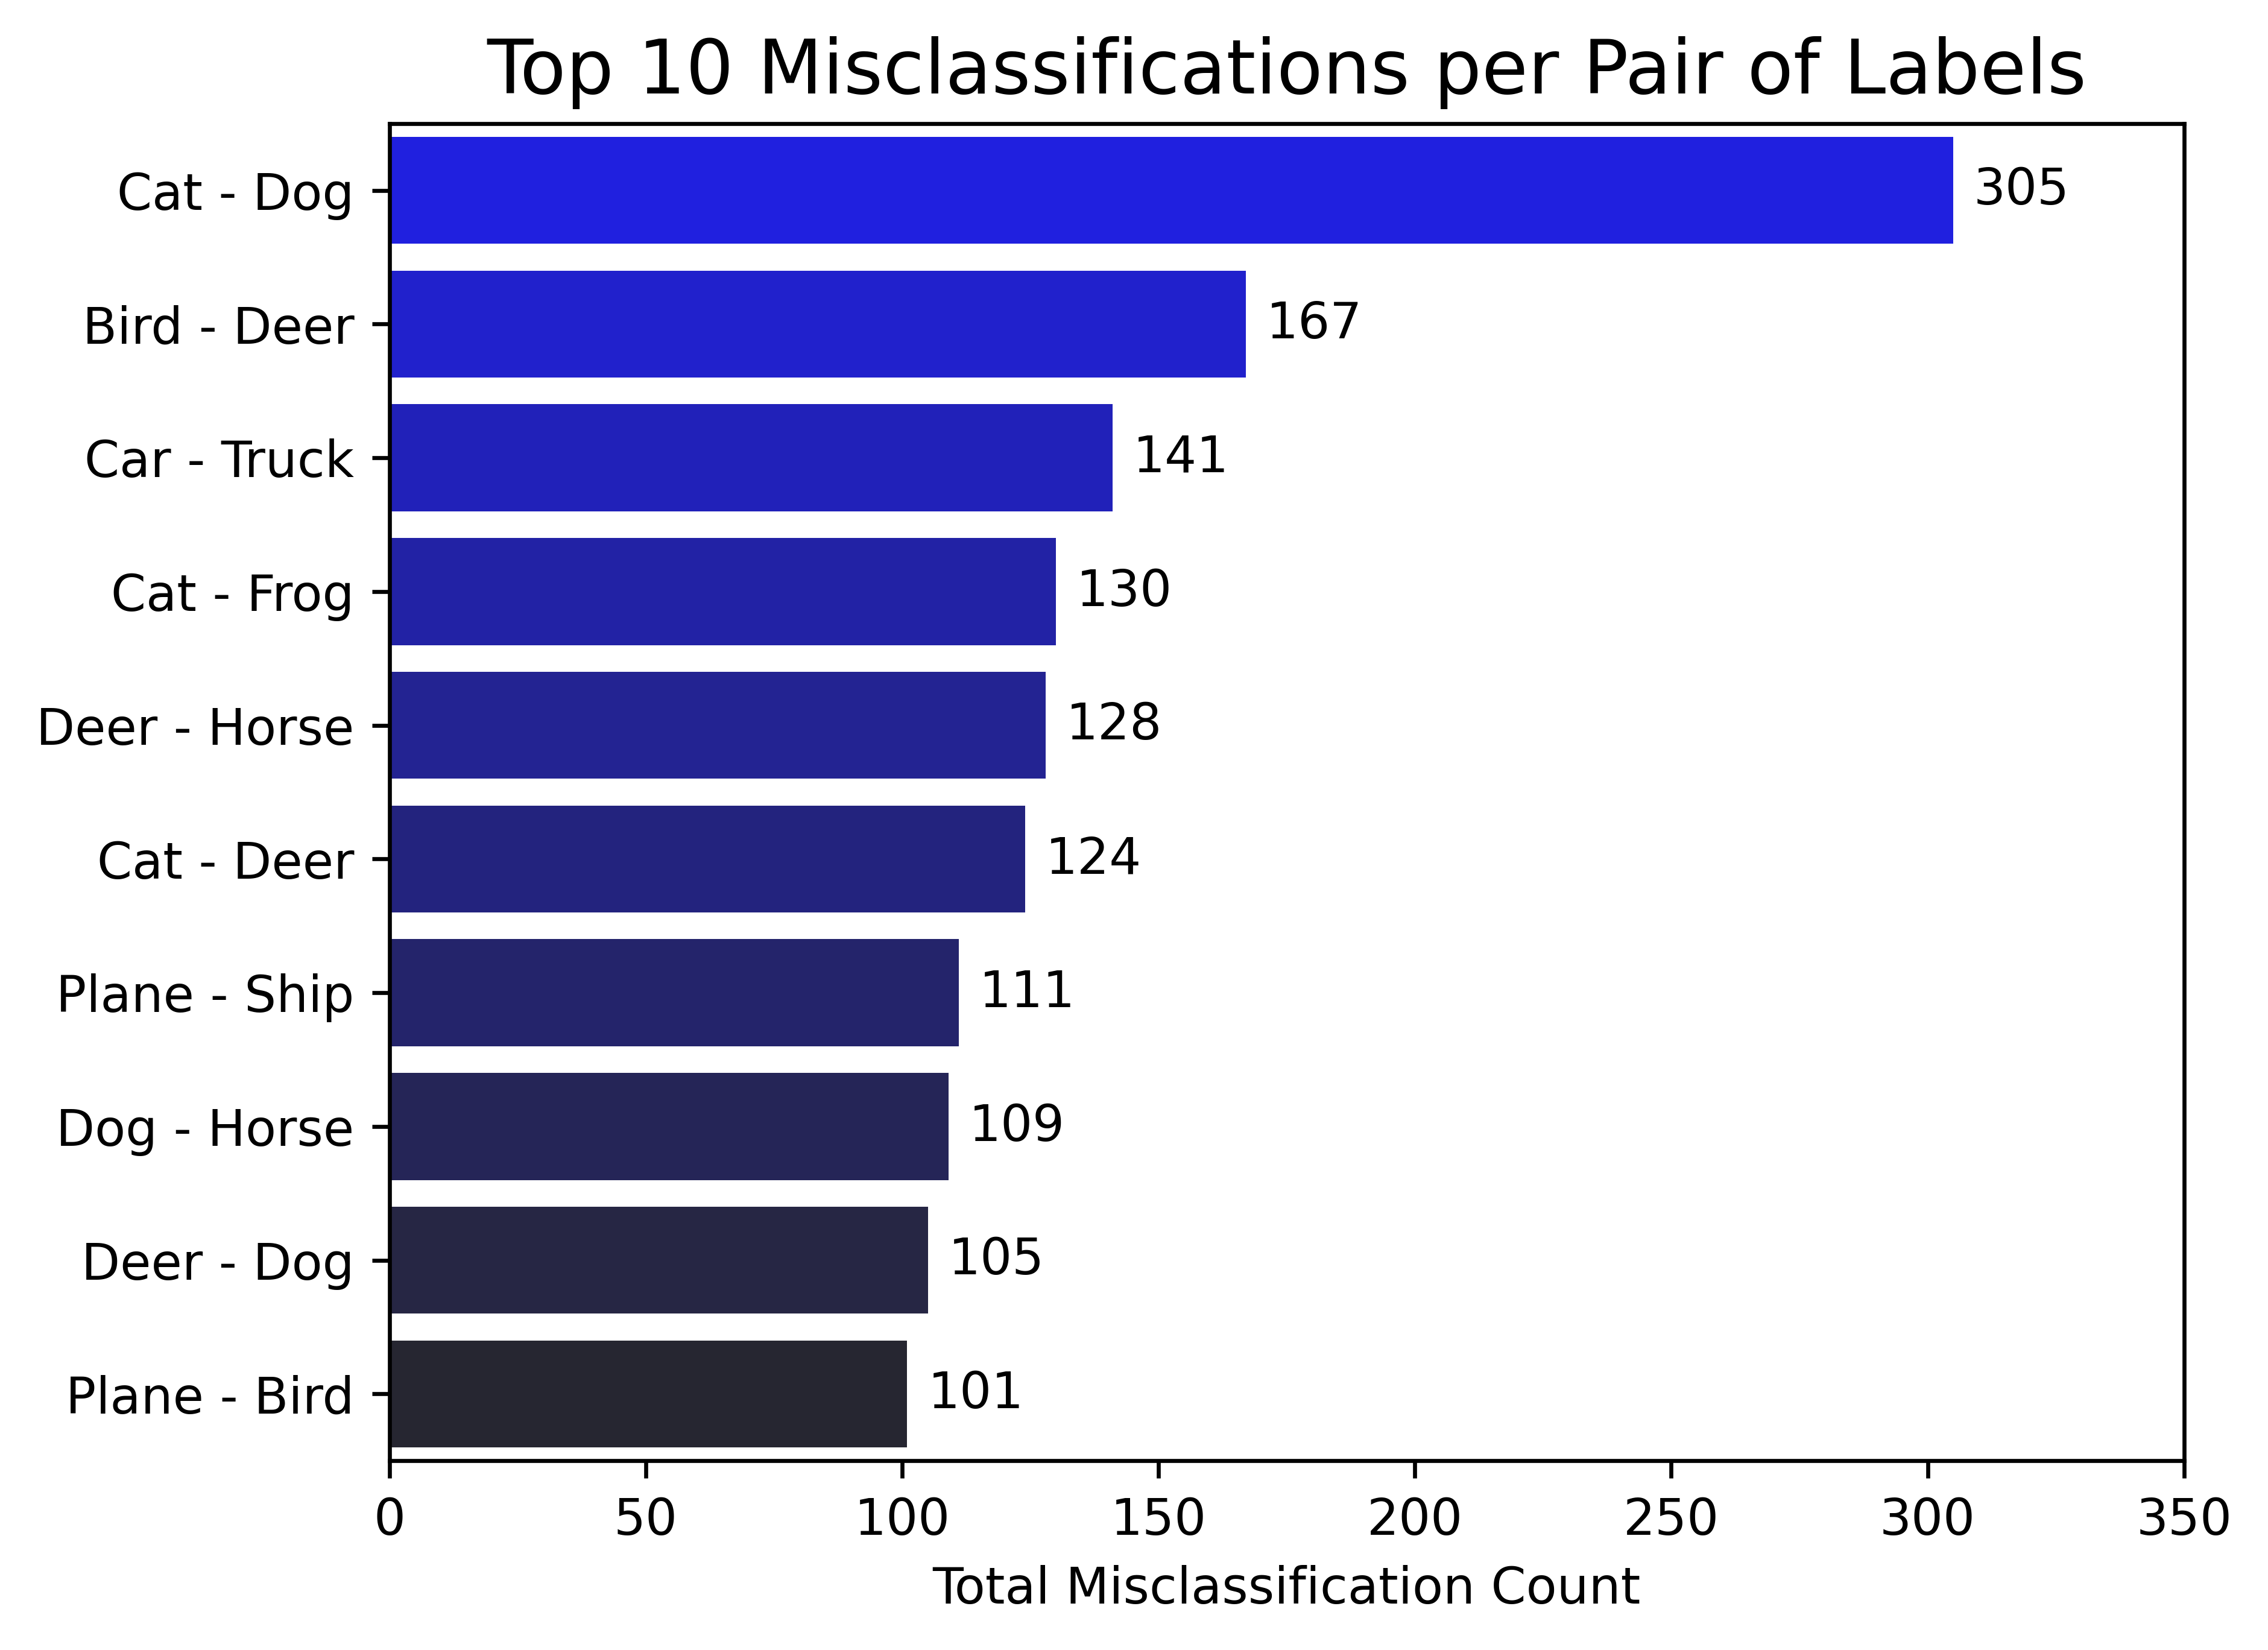 Top 10 Misclassifications per Pair of Labels
Cat - Dog 305
Bird - Deer 167
Car - Truck 141
Cat - Frog 130
Deer - Horse 128
Cat - Deer 124
Plane - Ship 111
Dog - Horse 109
Deer - Dog 105
Plane - Bird 101
0 50 100 150 200 250 300 350
Total Misclassification Count